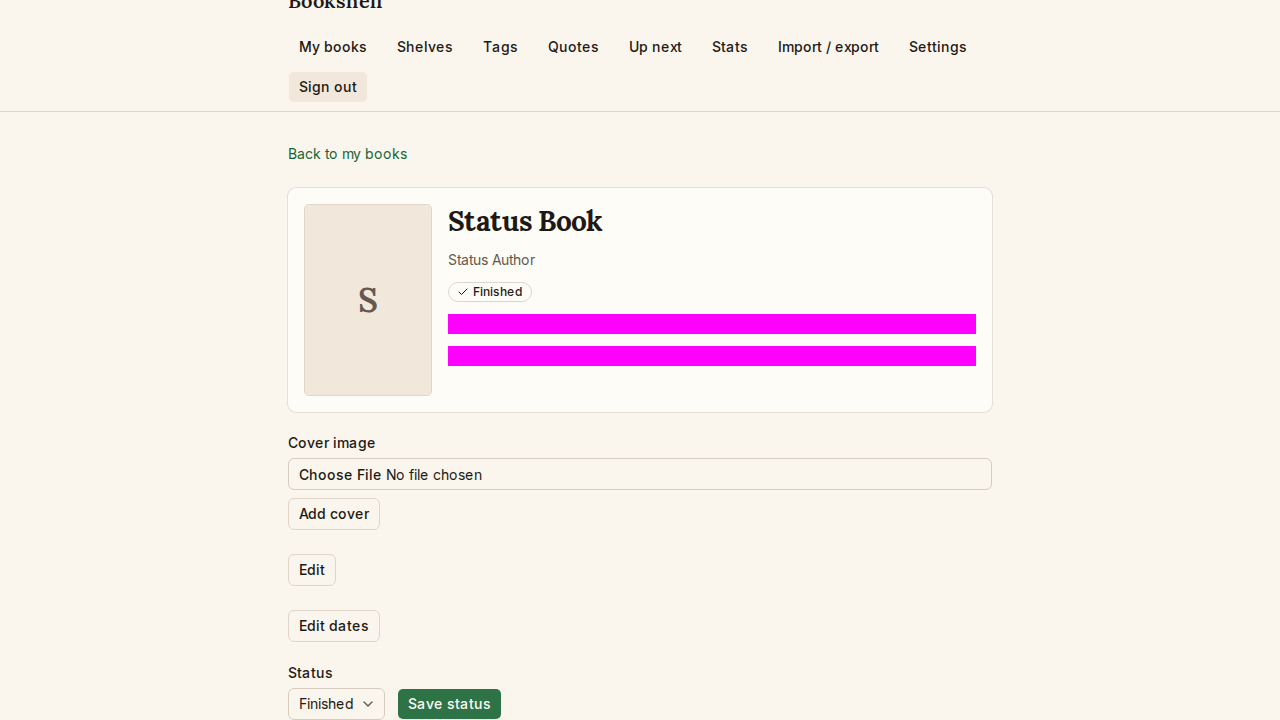 Bookshelf
My books Shelves Tags Quotes Up next Stats Import / export Settings
Sign out
Back to my books
S
Status Book
Status Author
Finished
Cover image
Choose File No file chosen
Add cover
Edit
Edit dates
Status
Finished Save status